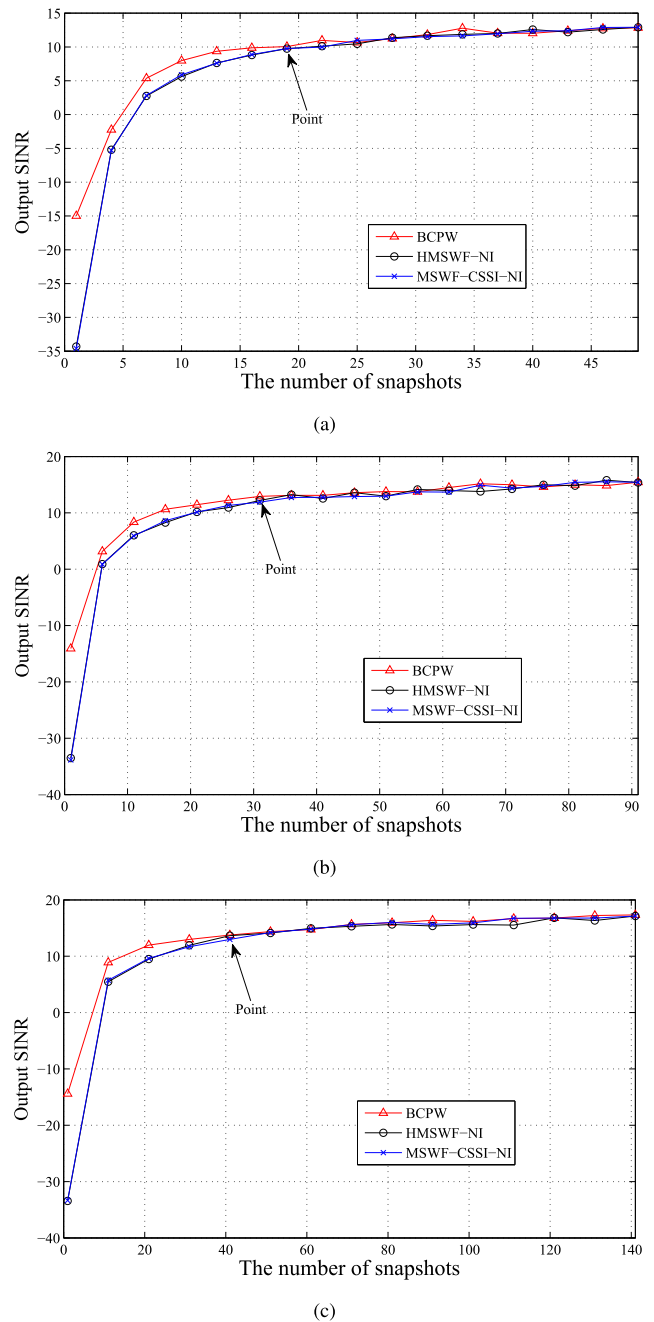 15
10
5
0
−5
−10
−15
−20
−25
−30
−35
Output SINR
Point
BCPW
HMSWF−NI
MSWF−CSSI−NI
0 5 10 15 20 25 30 35 40 45
The number of snapshots
(a)
20
10
0
−10
−20
−30
−40
Output SINR
Point
BCPW
HMSWF−NI
MSWF−CSSI−NI
0 10 20 30 40 50 60 70 80 90
The number of snapshots
(b)
20
10
0
−10
−20
−30
−40
Output SINR
Point
BCPW
HMSWF−NI
MSWF−CSSI−NI
0 20 40 60 80 100 120 140
The number of snapshots
(c)